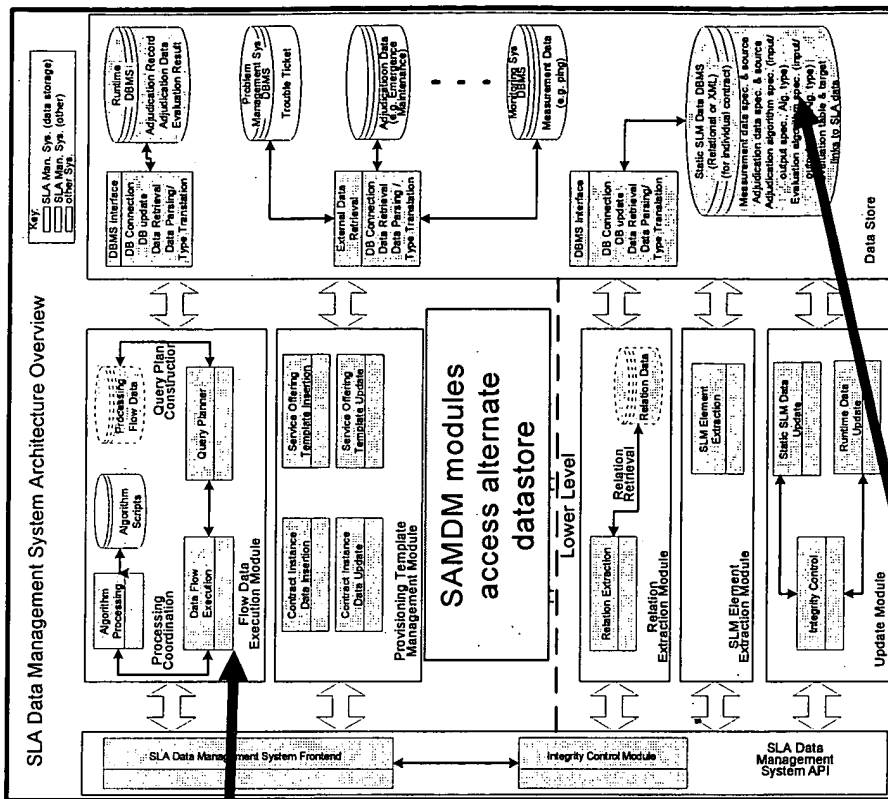 SLA Data Management System Architecture Overview
Key:
SLA Man. Sys. (data storage)
SLA Man. Sys. (other)
other Sys.
SLA Data Management System Frontend
Integrity Control Module
SLA Data
Management
System API
Algorithm
Processing
Algorithm
Scripts
Processing
Flow Data
Processing
Coordination
Query Plan
Construction
Data Flow
Execution
Query Planner
Flow Data
Execution Module
Contract Instance
Data Insertion
Service Offering
Template Insertion
Contract Instance
Data Update
Service Offering
Template Update
Provisioning Template
Management Module
SAMDM modules
access alternate
datastore
Lower Level
Relation Extraction
Relation
Retrieval
Relation Data
Relation
Extraction Module
SLM Element
Extraction
SLM Element
Extraction Module
Static SLM Data
Update
Integrity Control
Runtime Data
Update
Update Module
DBMS Interface
DB Connection
DB update
Data Retrieval
Data Parsing/
Type Translation
Runtime
DBMS
Adjudication Record
Adjudication Data
Evaluation Result
Problem
Management Sys.
DBMS
Trouble Ticket
External Data
Retrieval
DB Connection
Data Retrieval
Data Parsing /
Type Translation
Adjudication Data
(e.g. Emergence
Maintenance)
Monitoring Sys
DBMS
Measurement Data
(e.g. ping)
DBMS Interface
DB Connection
DB update
Data Retrieval
Data Parsing/
Type Translation
Static SLM Data DBMS
(Relational or XML)
(for individual contract)
Measurement data spec. & source
Adjudication data spec. & source
Adjudication algorithm spec. (input/
output spec., Alg. type)
Evaluation algorithm spec. (input/
Alg. type)
evaluation table & target
links to SLA data
Data Store